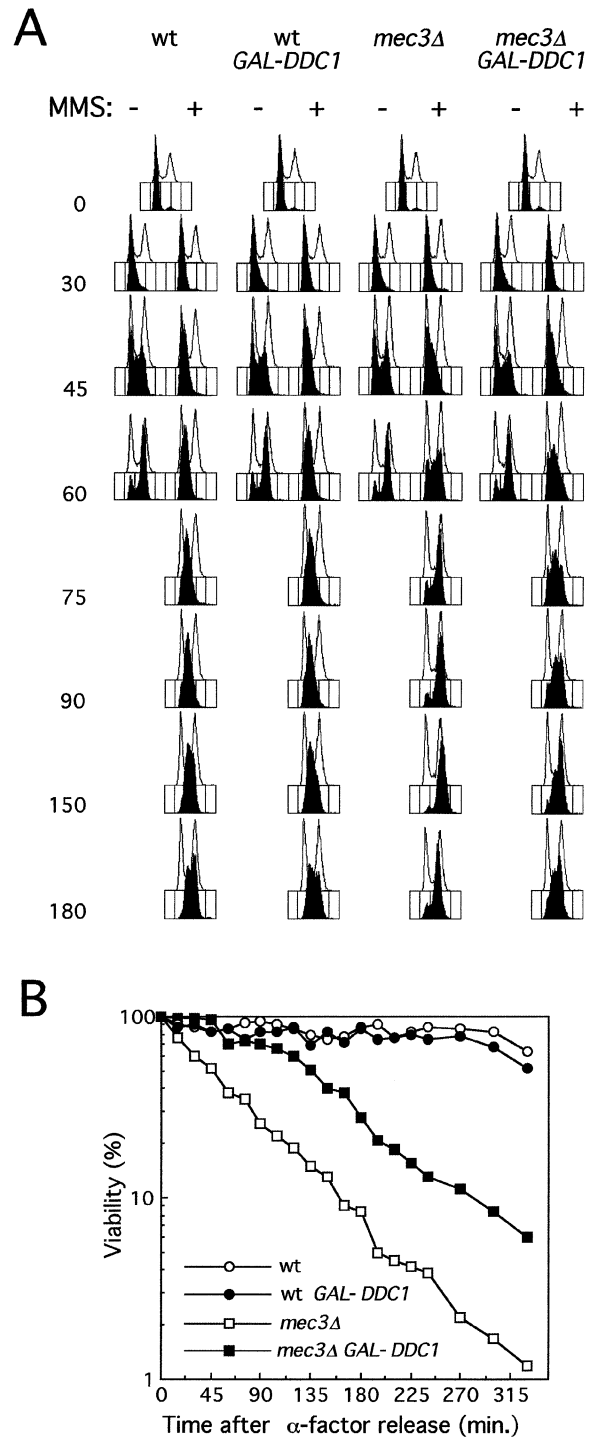 A
wt wt mec3Δ mec3Δ
GAL-DDC1 GAL-DDC1
MMS: - + - + - + - +
0
30
45
60
75
90
150
180
B
100
10
1
Viability (%)
wt
wt GAL-DDC1
mec3Δ
mec3Δ GAL-DDC1
0 45 90 135 180 225 270 315
Time after α-factor release (min.)